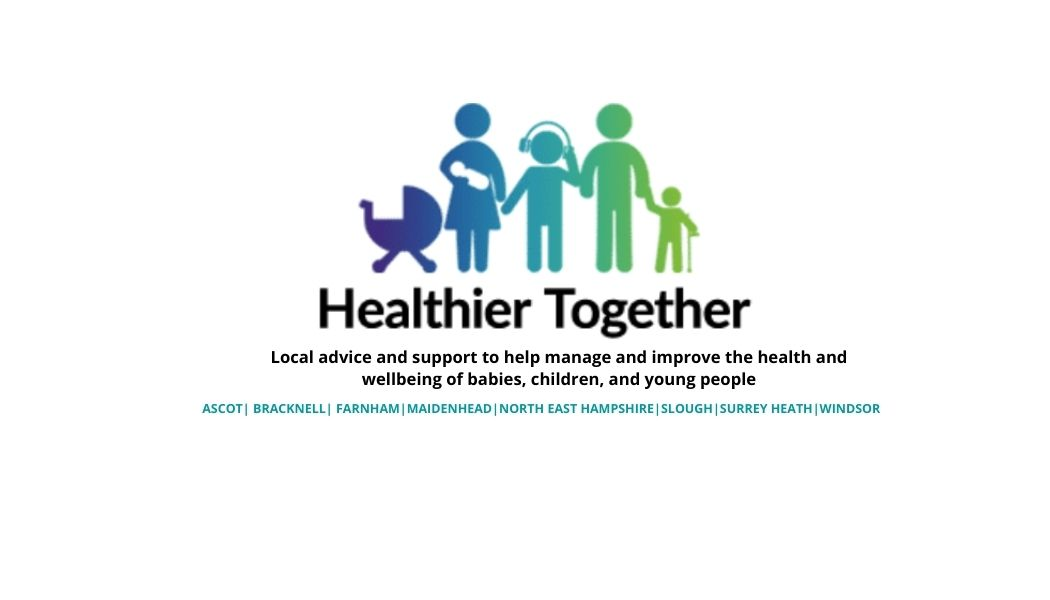 Healthier Together
Local advice and support to help manage and improve the health and
wellbeing of babies, children, and young people
ASCOT| BRACKNELL| FARNHAM|MAIDENHEAD|NORTH EAST HAMPSHIRE|SLOUGH|SURREY HEATH|WINDSOR